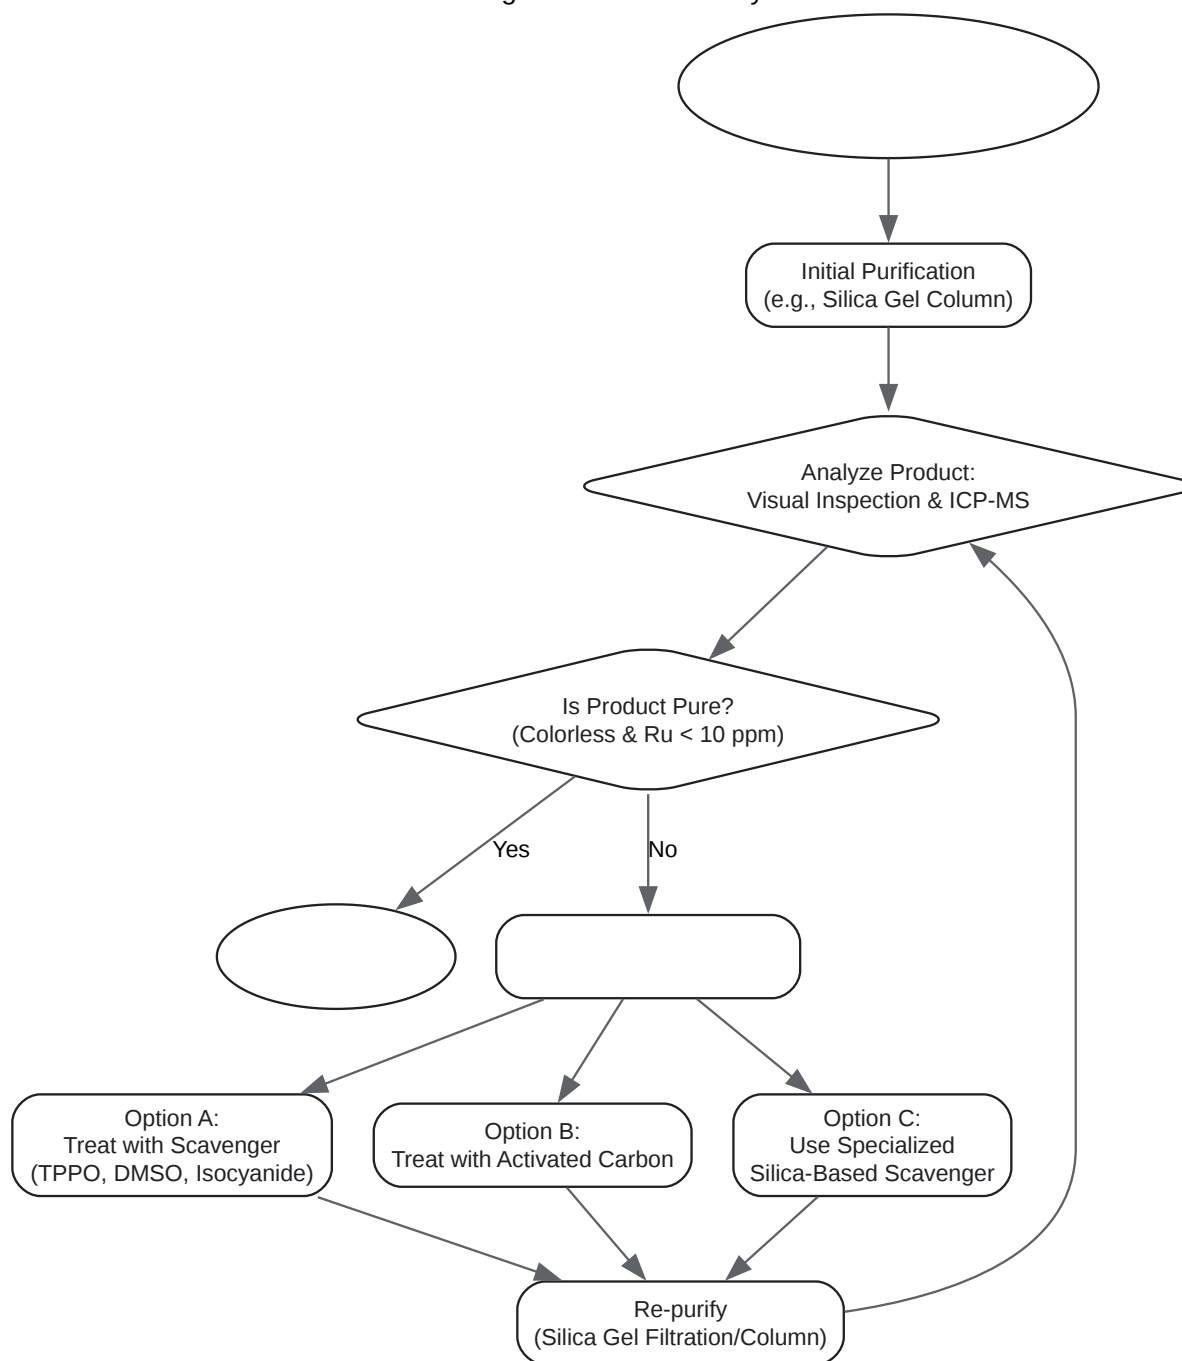 Initial Purification
(e.g., Silica Gel Column)
Analyze Product:
Visual Inspection & ICP-MS
Is Product Pure?
(Colorless & Ru < 10 ppm)
Yes
No
Option A:
Treat with Scavenger
(TPPO, DMSO, Isocyanide)
Option B:
Treat with Activated Carbon
Option C:
Use Specialized
Silica-Based Scavenger
Re-purify
(Silica Gel Filtration/Column)